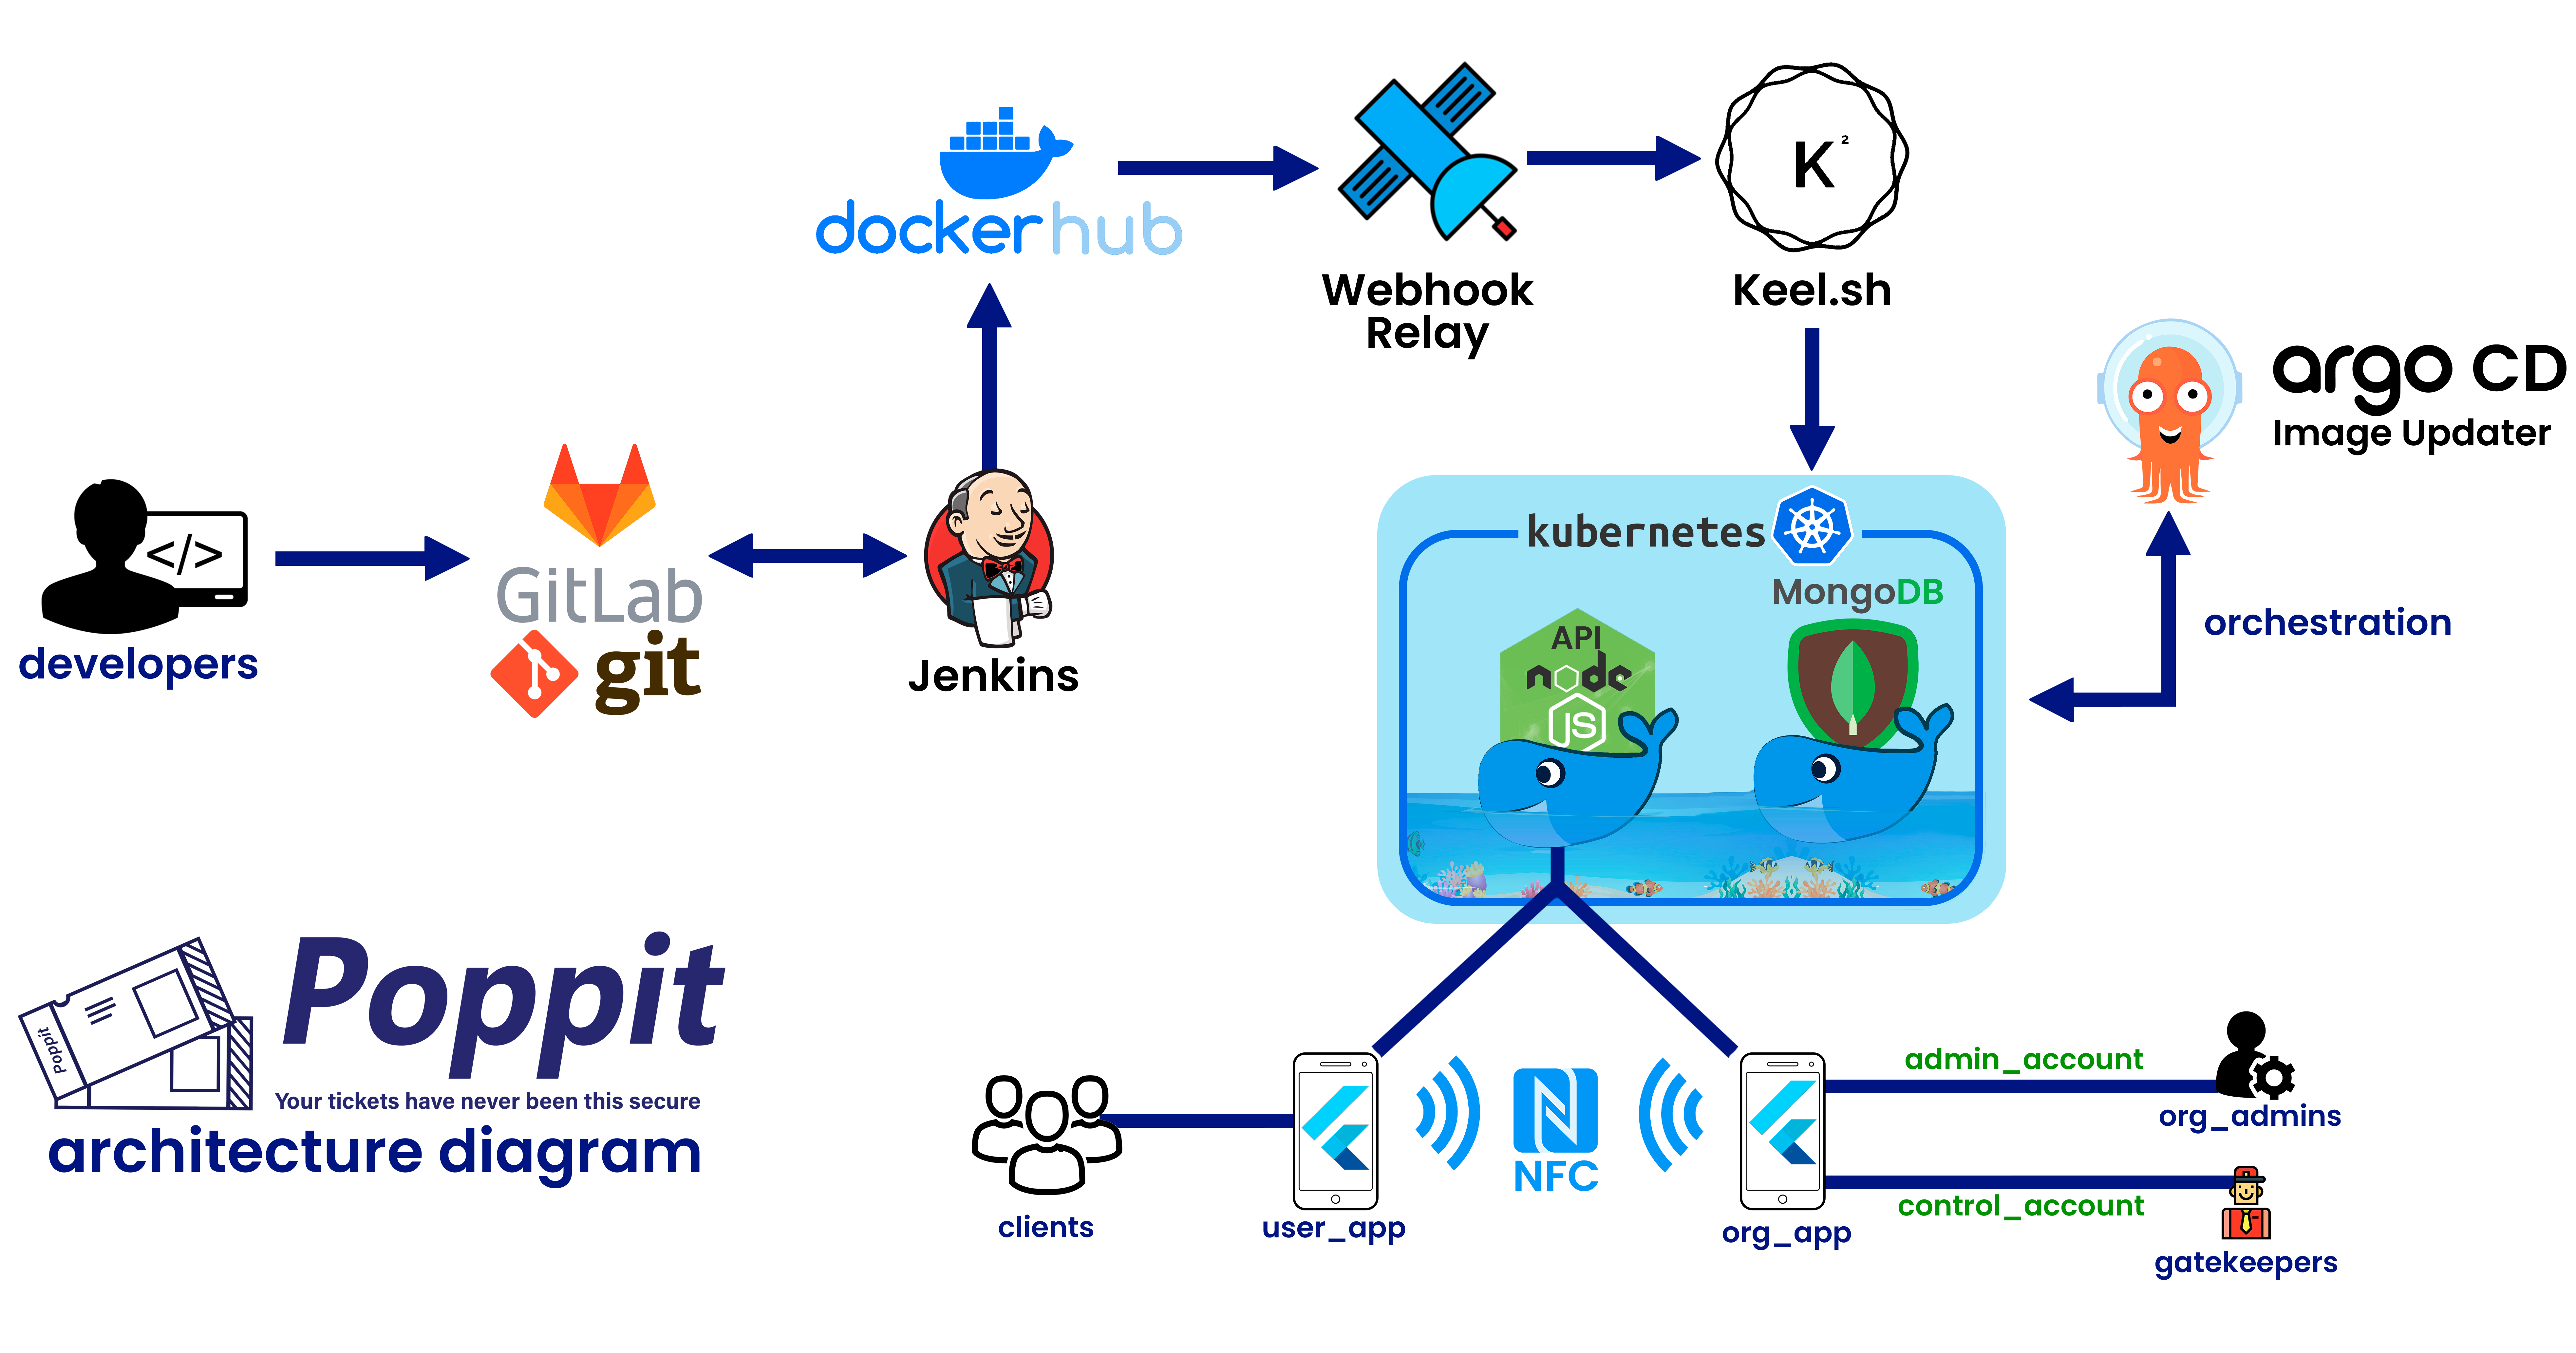 dockerhub
Webhook
Relay
K²
Keel.sh
argo CD
Image Updater
</>
developers
GitLab
git
Jenkins
kubernetes
MongoDB
API
node
JS
orchestration
Poppit
Poppit
Your tickets have never been this secure
architecture diagram
clients
user_app
NFC
org_app
admin_account
org_admins
control_account
gatekeepers